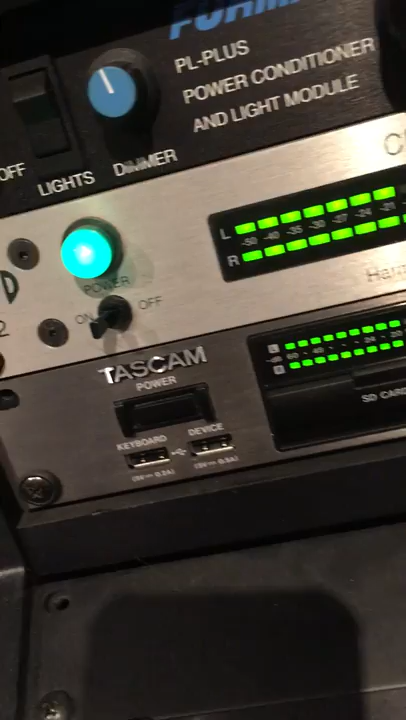 PL-PLUS
POWER CONDITIONER
AND LIGHT MODULE
OFF
LIGHTS
DIMMER
POWER
ON
OFF
L
-50 -40 -35 -30 -27 -24 -21
R
TASCAM
POWER
KEYBOARD
DEVICE
SD CARD